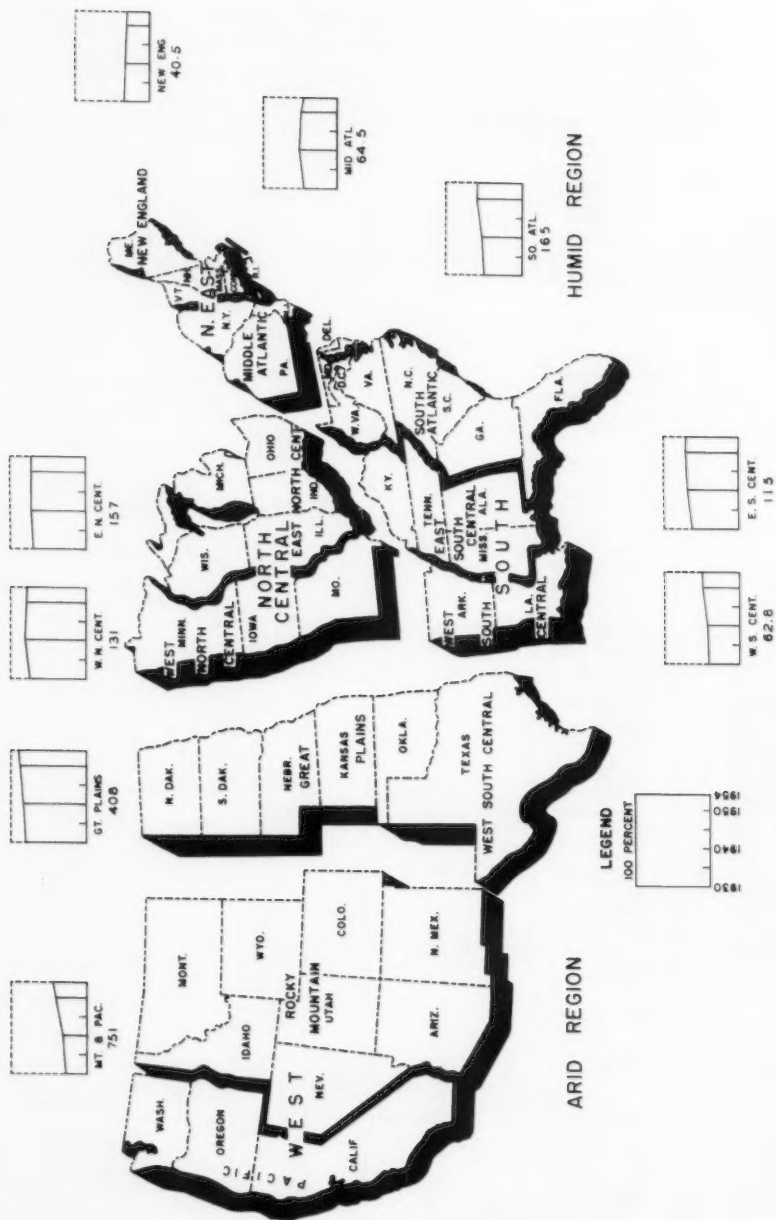 MT. & PAC.
751
GT. PLAINS
408
W. N. CENT.
131
E. N. CENT.
157
NEW ENG
40.5
MID ATL
64.5
SO ATL.
165
HUMID REGION
WASH.
OREGON
PACIFIC
CALIF
WEST
NEV.
IDAHO
MONT.
WYO.
ROCKY
MOUNTAIN
UTAH
COLO.
ARIZ.
N. MEX.
N. DAK.
S. DAK.
NEBR.
GREAT
KANSAS
PLAINS
OKLA.
TEXAS
WEST SOUTH CENTRAL
WEST
MINN.
NORTH
CENTRAL
IOWA
MO.
NORTH
CENTRAL
WIS.
MICH.
EAST NORTH CENT
ILL.
IND.
OHIO
N. EAST
NEW ENGLAND
ME.
VT
N.H.
MASS
R.I.
N.Y.
MIDDLE
ATLANTIC
PA.
DEL.
D.C.
W.VA.
VA.
N.C.
SOUTH
ATLANTIC
S.C.
GA.
FLA.
KY.
TENN.
EAST
SOUTH
CENTRAL
MISS.
ALA.
SOUTH
WEST
ARK.
SOUTH
LA.
CENTRAL
ARID REGION
LEGEND
100 PERCENT
1930
1940
1950
1954
W. S. CENT.
62.8
E. S. CENT.
115